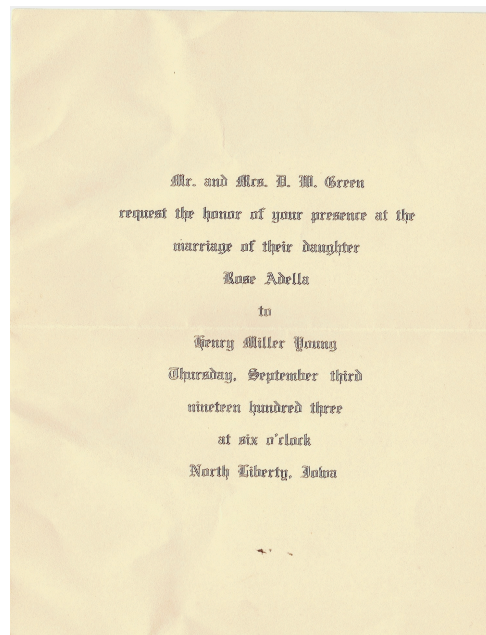 Mr. and Mrs. D. W. Green
request the honor of your presence at the
marriage of their daughter
Rose Adella
to
Henry Miller Young
Thursday, September third
nineteen hundred three
at six o'clock
North Liberty, Iowa